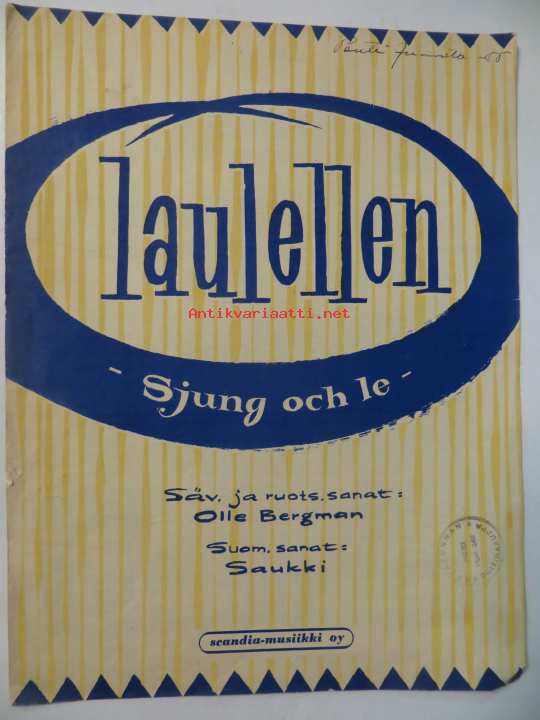 laulellen
Antikvariaatti.net
- Sjung och le -
Säv. ja ruots. sanat:
Olle Bergman
Suom. sanat:
Saukki
scandia-musiikki oy